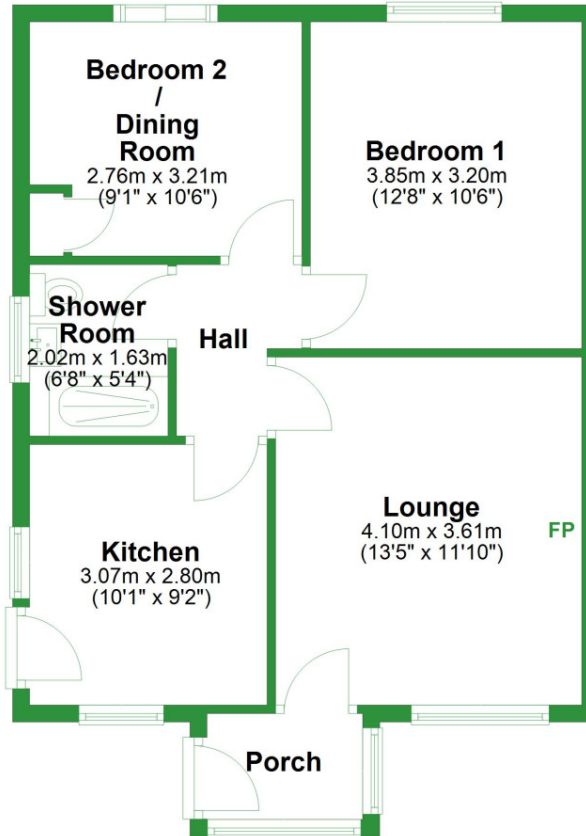 Bedroom 2
/
Dining
Room
2.76m x 3.21m
(9'1" x 10'6")
Bedroom 1
3.85m x 3.20m
(12'8" x 10'6")
Shower
Room
2.02m x 1.63m
(6'8" x 5'4")
Hall
Kitchen
3.07m x 2.80m
(10'1" x 9'2")
Lounge
4.10m x 3.61m
(13'5" x 11'10")
FP
Porch